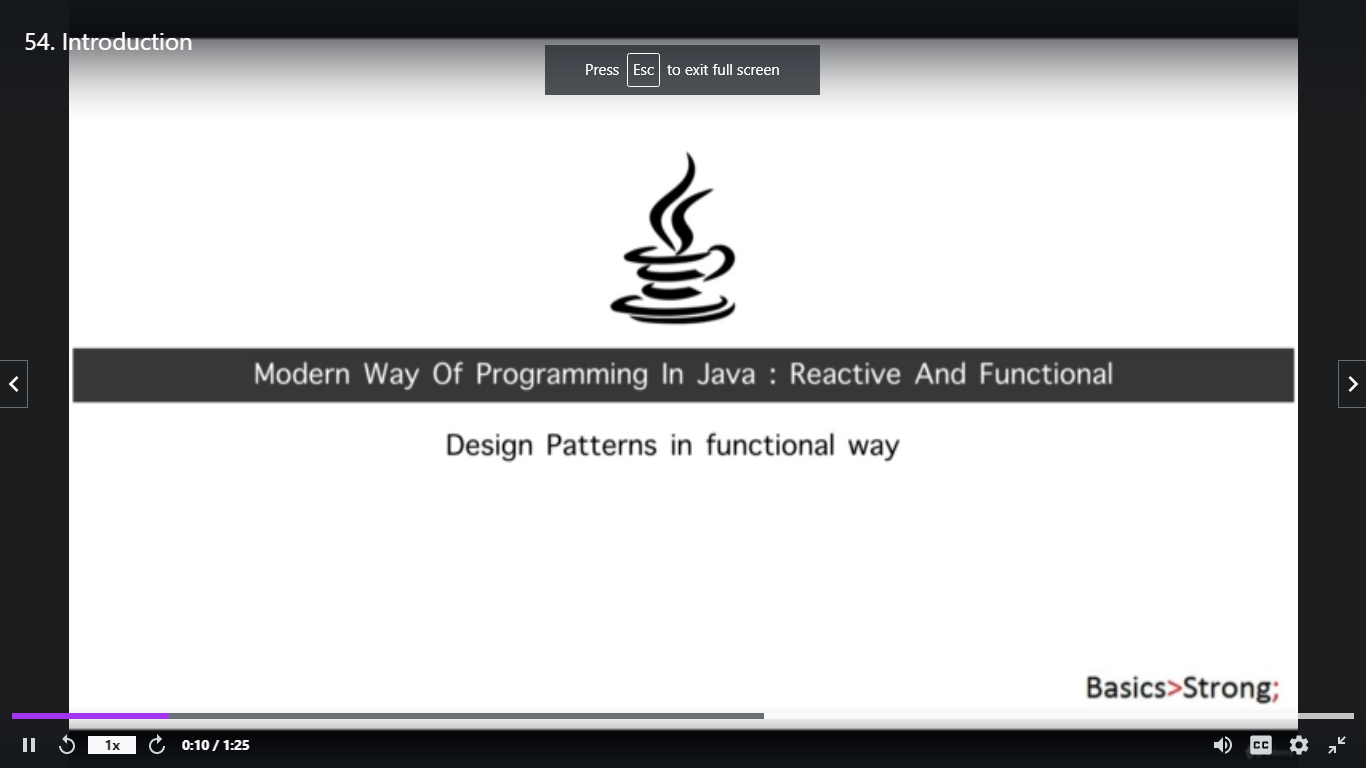 54. Introduction
Press Esc to exit full screen
Modern Way Of Programming In Java : Reactive And Functional
Design Patterns in functional way
Basics>Strong;
1x 0:10 / 1:25 CC